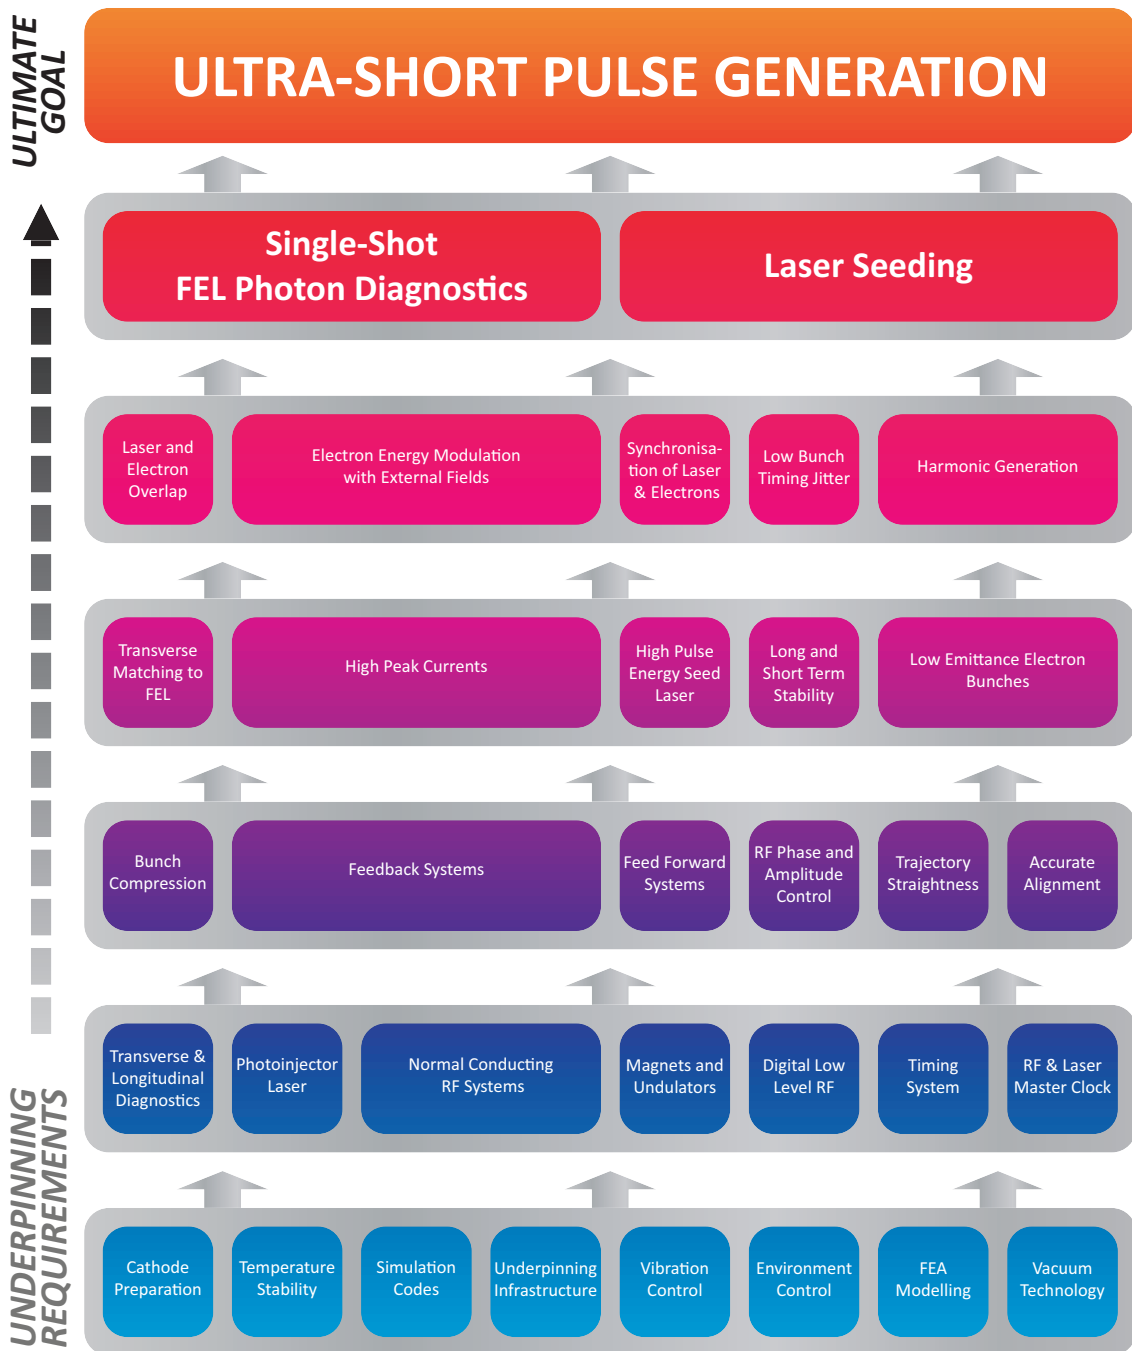 ULTIMATE
GOAL
ULTRA-SHORT PULSE GENERATION
Single-Shot
FEL Photon Diagnostics
Laser Seeding
Laser and
Electron
Overlap
Electron Energy Modulation
with External Fields
Synchronisa-
tion of Laser
& Electrons
Low Bunch
Timing Jitter
Harmonic Generation
Transverse
Matching to
FEL
High Peak Currents
High Pulse
Energy Seed
Laser
Long and
Short Term
Stability
Low Emittance Electron
Bunches
Bunch
Compression
Feedback Systems
Feed Forward
Systems
RF Phase and
Amplitude
Control
Trajectory
Straightness
Accurate
Alignment
Transverse &
Longitudinal
Diagnostics
Photoinjector
Laser
Normal Conducting
RF Systems
Magnets and
Undulators
Digital Low
Level RF
Timing
System
RF & Laser
Master Clock
UNDERPINNING
REQUIREMENTS
Cathode
Preparation
Temperature
Stability
Simulation
Codes
Underpinning
Infrastructure
Vibration
Control
Environment
Control
FEA
Modelling
Vacuum
Technology